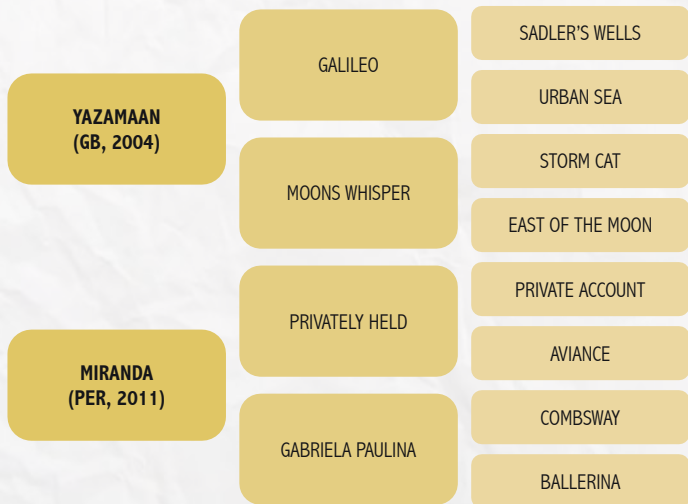 YAZAMAAN
(GB, 2004)
GALILEO
SADLER'S WELLS
URBAN SEA
MOONS WHISPER
STORM CAT
EAST OF THE MOON
MIRANDA
(PER, 2011)
PRIVATELY HELD
PRIVATE ACCOUNT
AVIANCE
GABRIELA PAULINA
COMBSWAY
BALLERINA